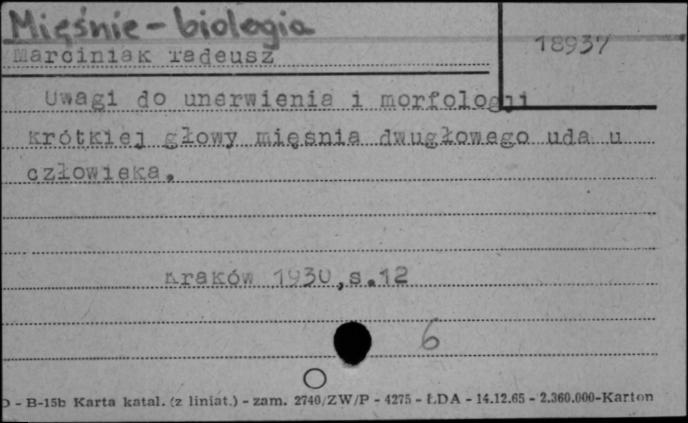 Mięśnie - biologia
18937
Marciniak Tadeusz
Uwagi do unerwienia i morfologji
krótkiej głowy mięśnia dwugłowego uda u
człowieka.
Kraków 1930, s.12
6
- B-15b Karta katal. (z liniat.) - zam. 2740/ZW/P - 4275 - ŁDA - 14.12.65 - 2.360.000-Karton